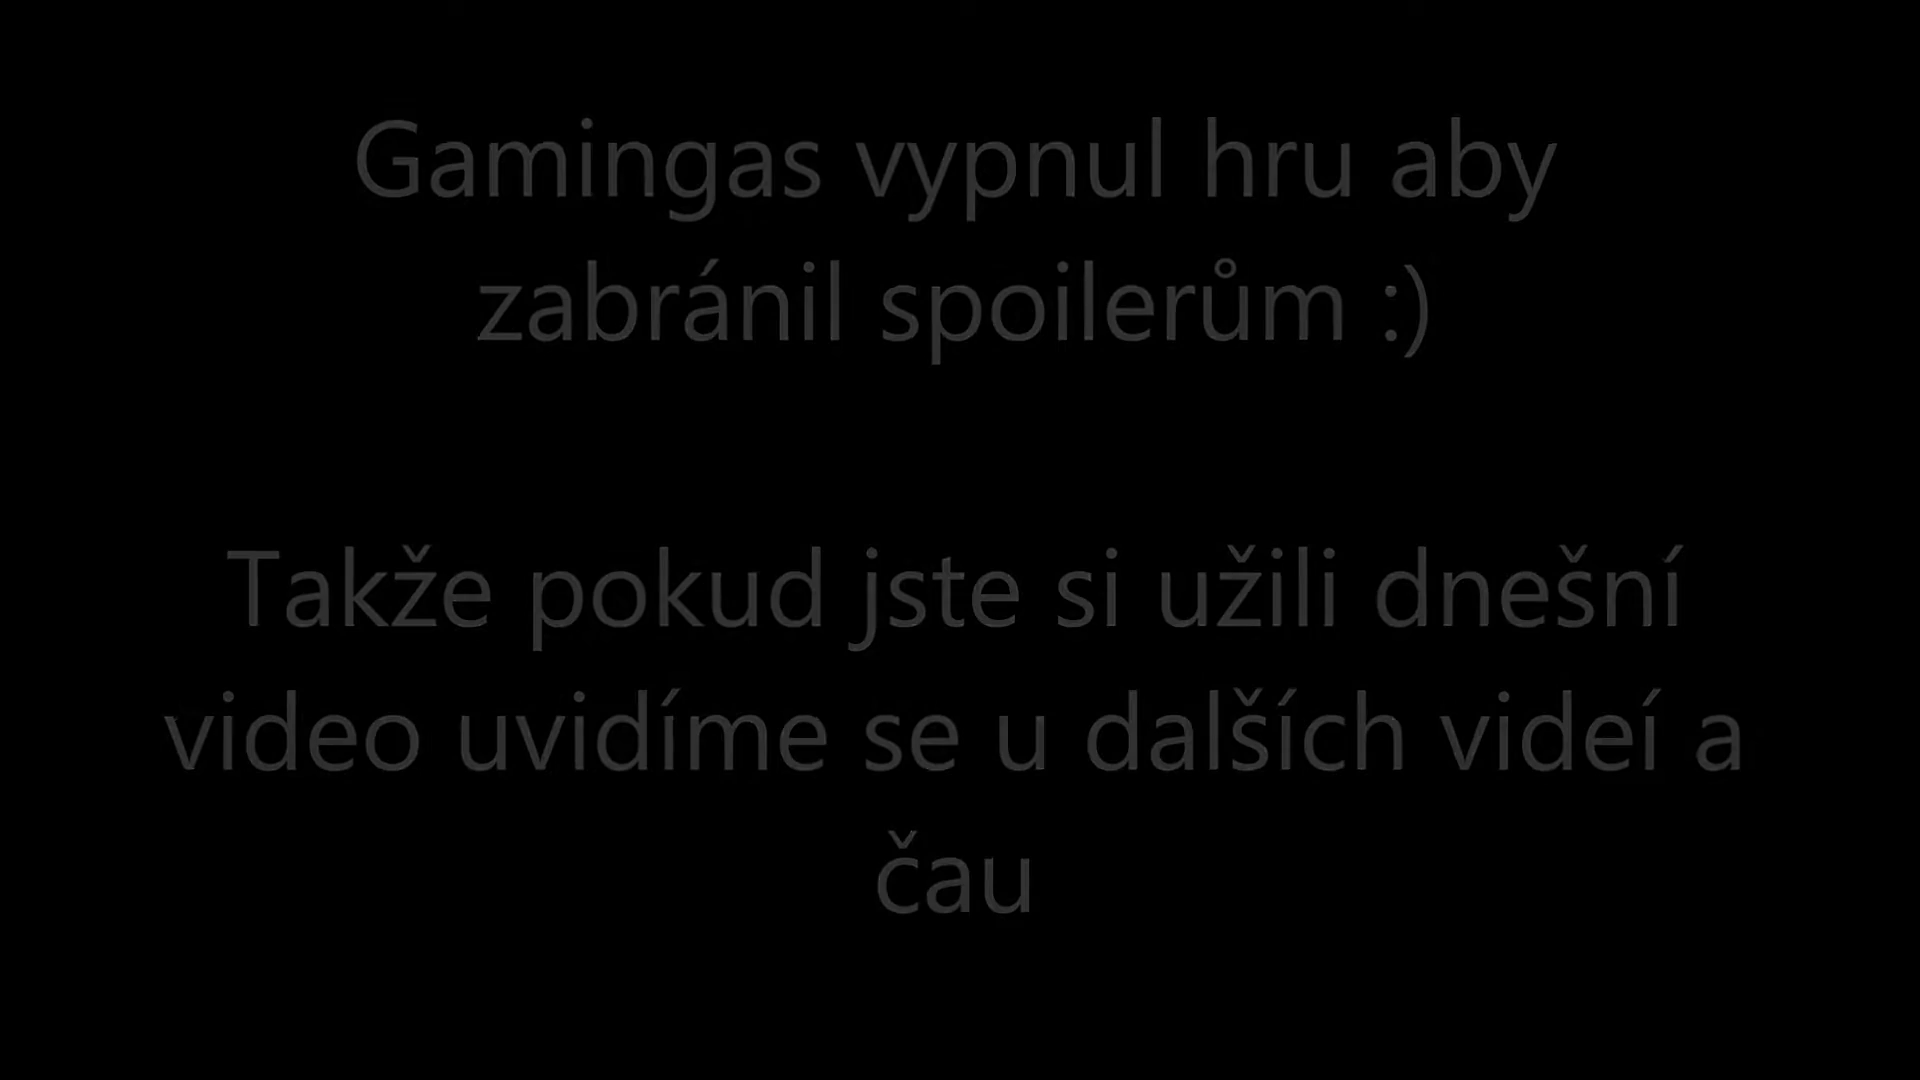 Gamingas vypnul hru aby
zabránil spoilerům :)
Takže pokud jste si užili dnešní
video uvidíme se u dalších videí a
čau